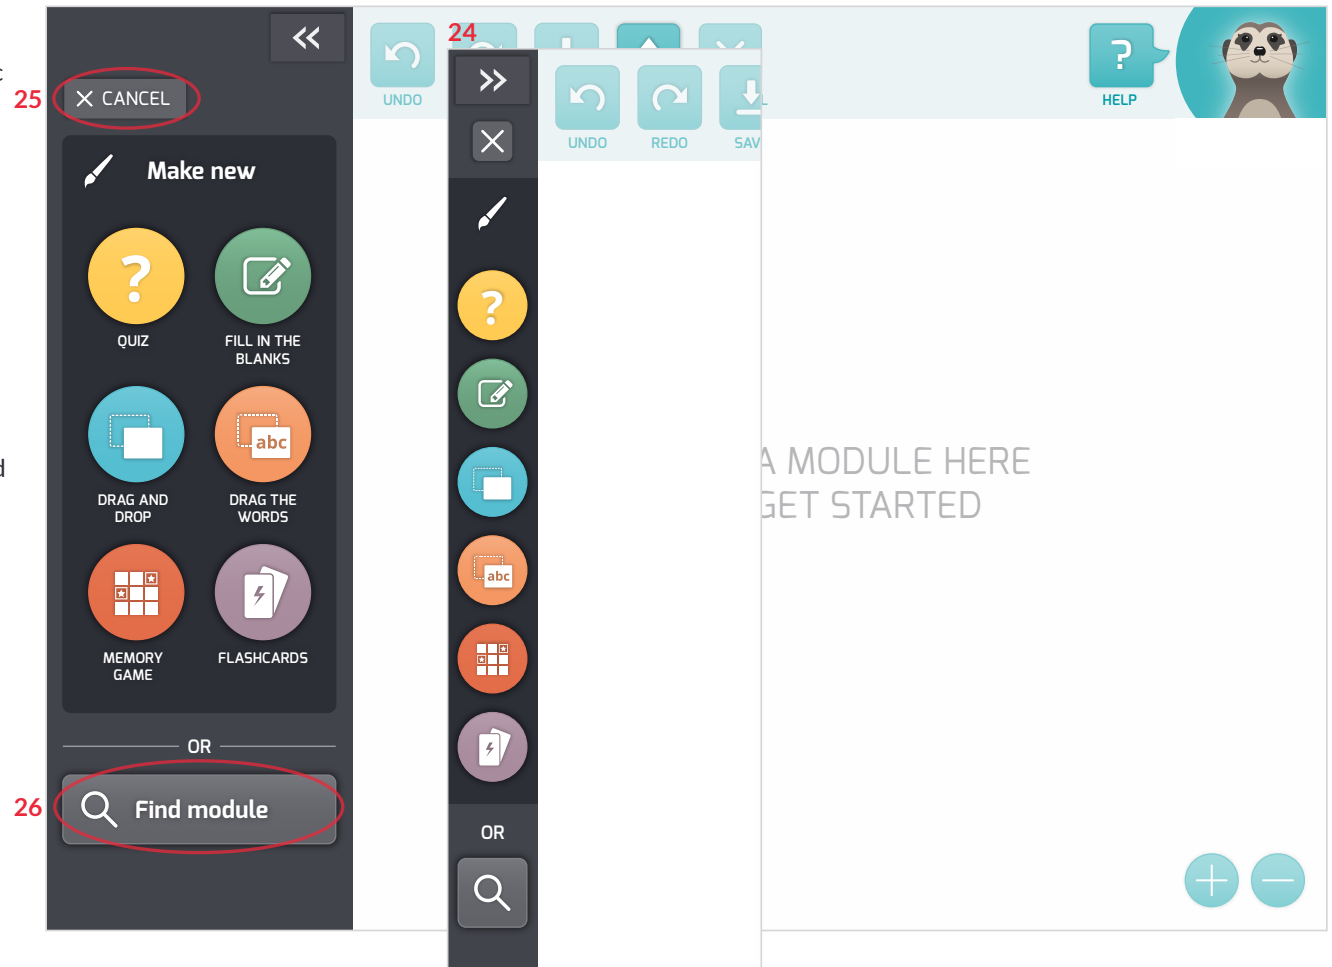 24
25
CANCEL
UNDO
HELP
UNDO
REDO
SAV
Make new
?
?
QUIZ
FILL IN THE
BLANKS
abc
DRAG AND
DROP
DRAG THE
WORDS
MEMORY
GAME
FLASHCARDS
OR
26
Find module
?
abc
OR
A MODULE HERE
GET STARTED